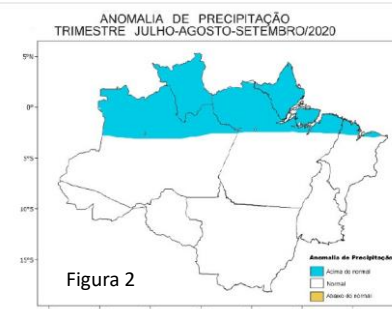 ANOMALIA DE PRECIPITAÇÃO
TRIMESTRE JULHO-AGOSTO-SETEMBRO/2020
5°N
0°
5°S
10°S
15°S
Figura 2
Anomalia de Precipitação
Acima do normal
Normal
Abaixo do normal